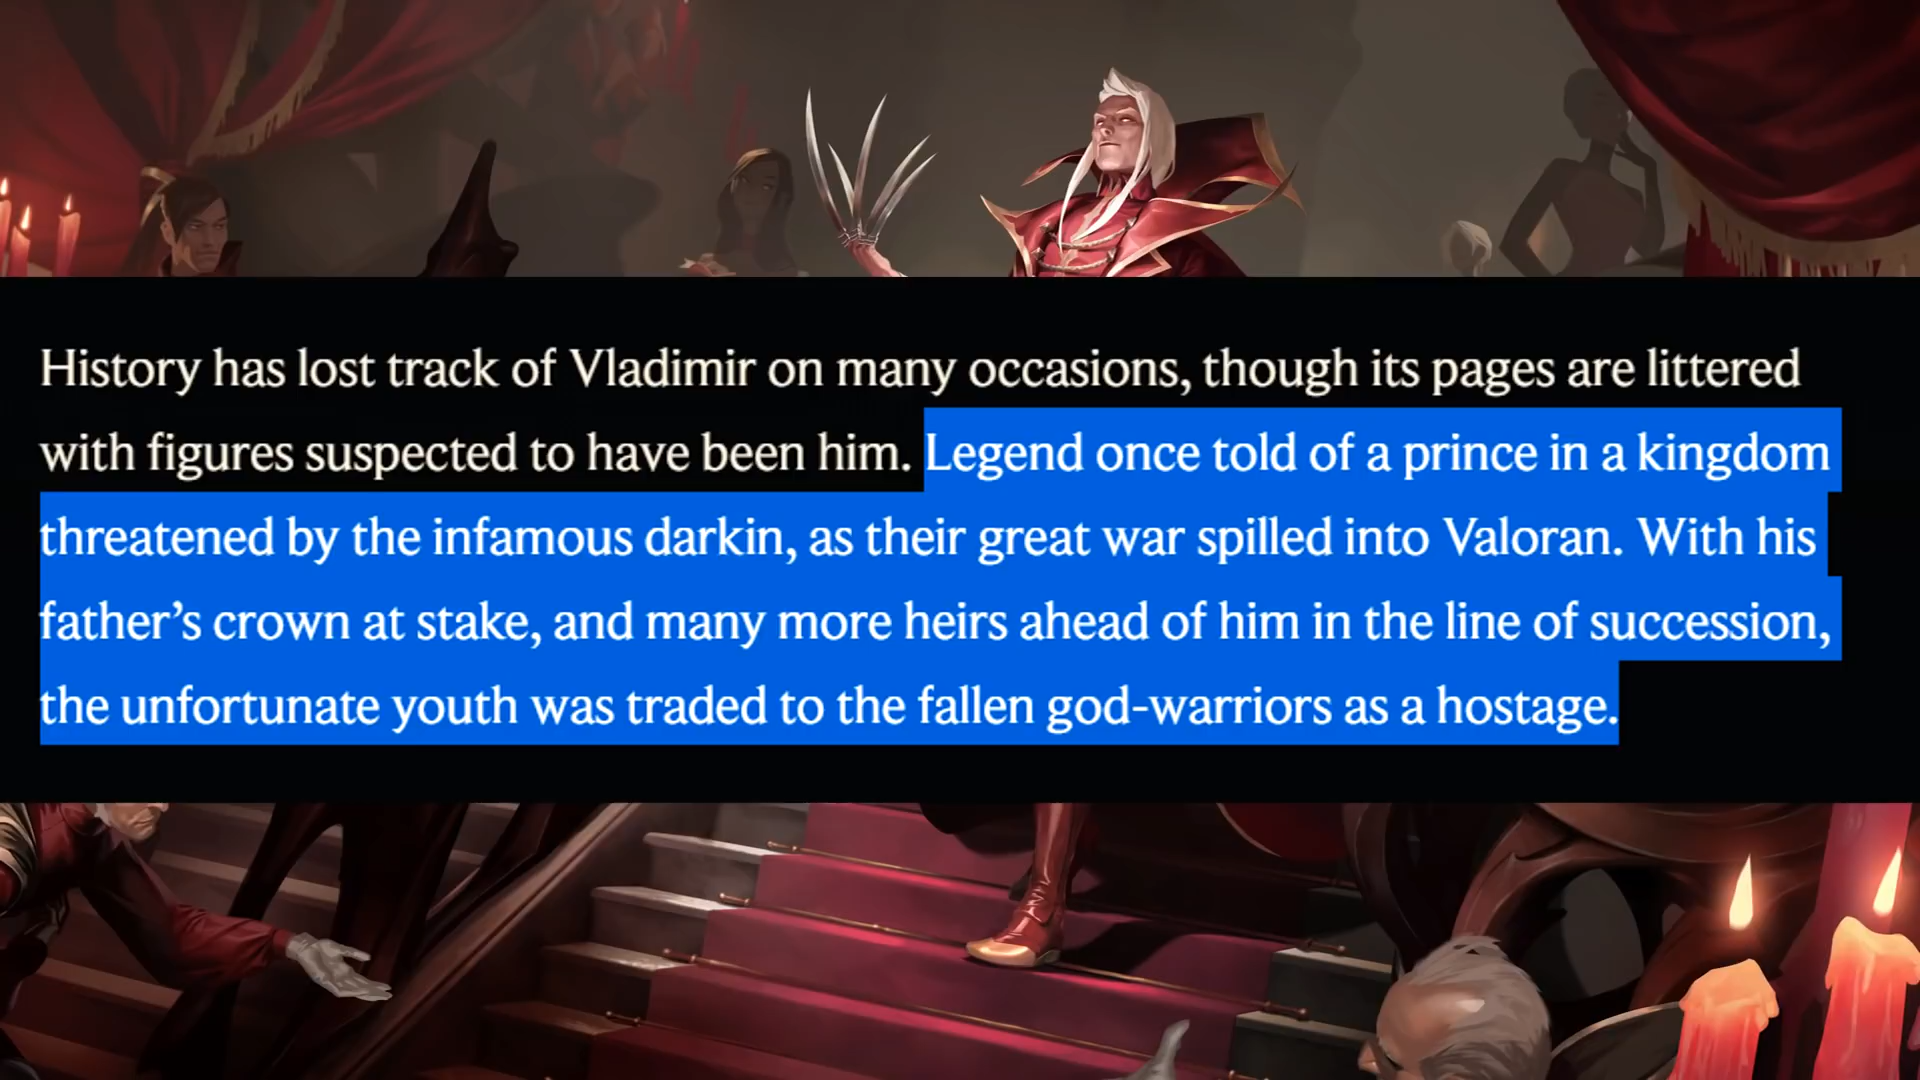 History has lost track of Vladimir on many occasions, though its pages are littered
with figures suspected to have been him. Legend once told of a prince in a kingdom
threatened by the infamous darkin, as their great war spilled into Valoran. With his
father’s crown at stake, and many more heirs ahead of him in the line of succession,
the unfortunate youth was traded to the fallen god-warriors as a hostage.